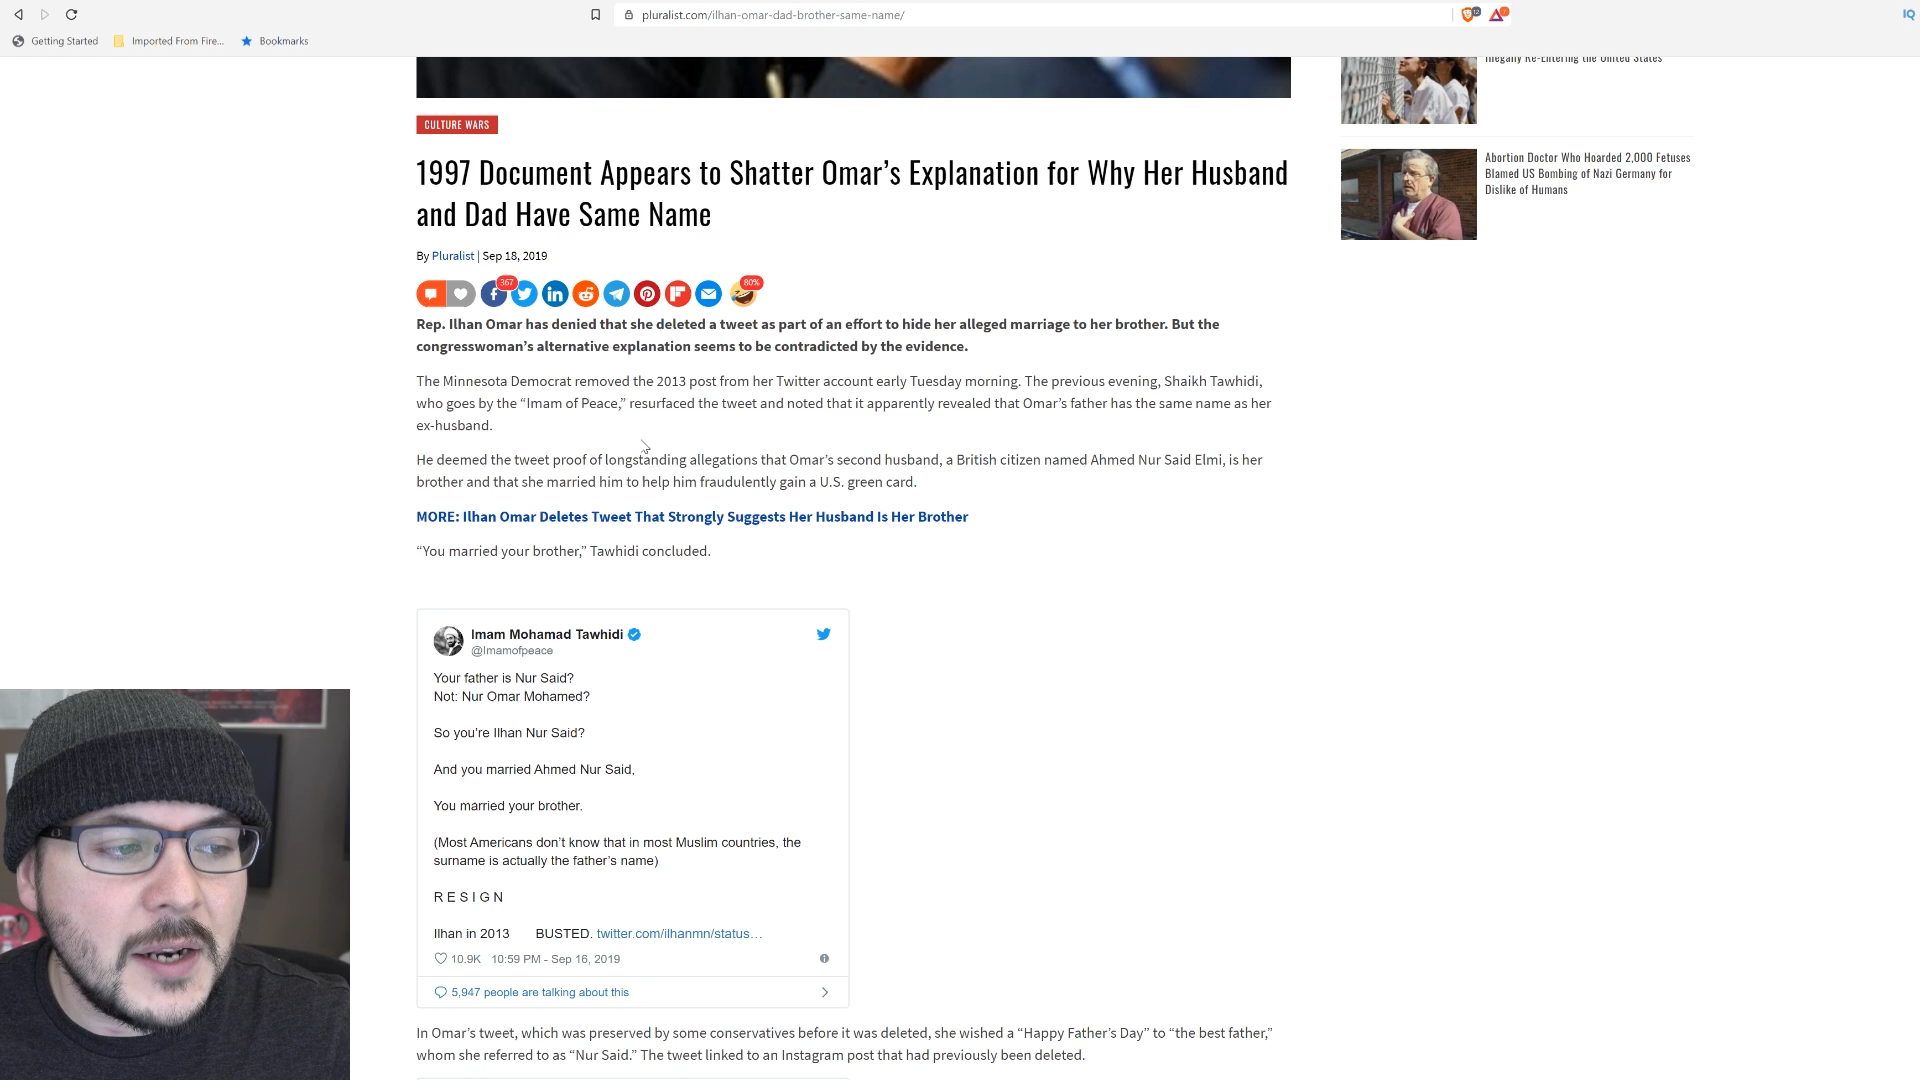 pluralist.com/ilhan-omar-dad-brother-same-name/
IQ
Getting Started
Imported From Fire...
Bookmarks
Illegally Re-Entering the United States
CULTURE WARS
1997 Document Appears to Shatter Omar’s Explanation for Why Her Husband
and Dad Have Same Name
Abortion Doctor Who Hoarded 2,000 Fetuses
Blamed US Bombing of Nazi Germany for
Dislike of Humans
By Pluralist | Sep 18, 2019
367
80%
Rep. Ilhan Omar has denied that she deleted a tweet as part of an effort to hide her alleged marriage to her brother. But the
congresswoman’s alternative explanation seems to be contradicted by the evidence.
The Minnesota Democrat removed the 2013 post from her Twitter account early Tuesday morning. The previous evening, Shaikh Tawhidi,
who goes by the “Imam of Peace,” resurfaced the tweet and noted that it apparently revealed that Omar’s father has the same name as her
ex-husband.
He deemed the tweet proof of longstanding allegations that Omar’s second husband, a British citizen named Ahmed Nur Said Elmi, is her
brother and that she married him to help him fraudulently gain a U.S. green card.
MORE: Ilhan Omar Deletes Tweet That Strongly Suggests Her Husband Is Her Brother
“You married your brother,” Tawhidi concluded.
Imam Mohamad Tawhidi
@Imamofpeace
Your father is Nur Said?
Not: Nur Omar Mohamed?
So you’re Ilhan Nur Said?
And you married Ahmed Nur Said,
You married your brother.
(Most Americans don’t know that in most Muslim countries, the
surname is actually the father’s name)
R E S I G N
Ilhan in 2013 BUSTED. twitter.com/ilhanmn/status…
10.9K 10:59 PM - Sep 16, 2019
5,947 people are talking about this
In Omar’s tweet, which was preserved by some conservatives before it was deleted, she wished a “Happy Father’s Day” to “the best father,”
whom she referred to as “Nur Said.” The tweet linked to an Instagram post that had previously been deleted.